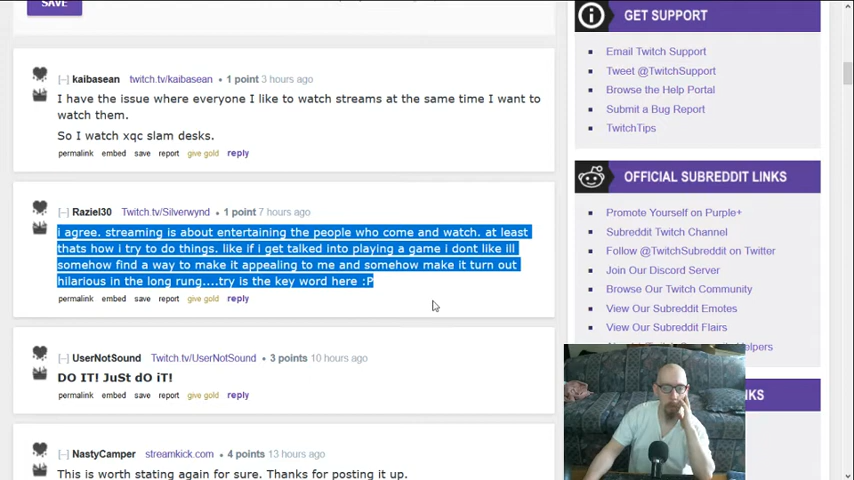 SAVE
[–] kaibasean twitch.tv/kaibasean • 1 point 3 hours ago
I have the issue where everyone I like to watch streams at the same time I want to
watch them.
So I watch xqc slam desks.
permalink embed save report give gold reply
[–] Raziel30 Twitch.tv/Silverwynd • 1 point 7 hours ago
i agree. streaming is about entertaining the people who come and watch. at least
thats how i try to do things. like if i get talked into playing a game i dont like ill
somehow find a way to make it appealing to me and somehow make it turn out
hilarious in the long rung....try is the key word here :P
permalink embed save report give gold reply
[–] UserNotSound Twitch.tv/UserNotSound • 3 points 10 hours ago
DO IT! JuSt dO iT!
permalink embed save report give gold reply
[–] NastyCamper streamkick.com • 4 points 13 hours ago
This is worth stating again for sure. Thanks for posting it up.
GET SUPPORT
Email Twitch Support
Tweet @TwitchSupport
Browse the Help Portal
Submit a Bug Report
TwitchTips
OFFICIAL SUBREDDIT LINKS
Promote Yourself on Purple+
Subreddit Twitch Channel
Follow @TwitchSubreddit on Twitter
Join Our Discord Server
Browse Our Twitch Community
View Our Subreddit Emotes
View Our Subreddit Flairs